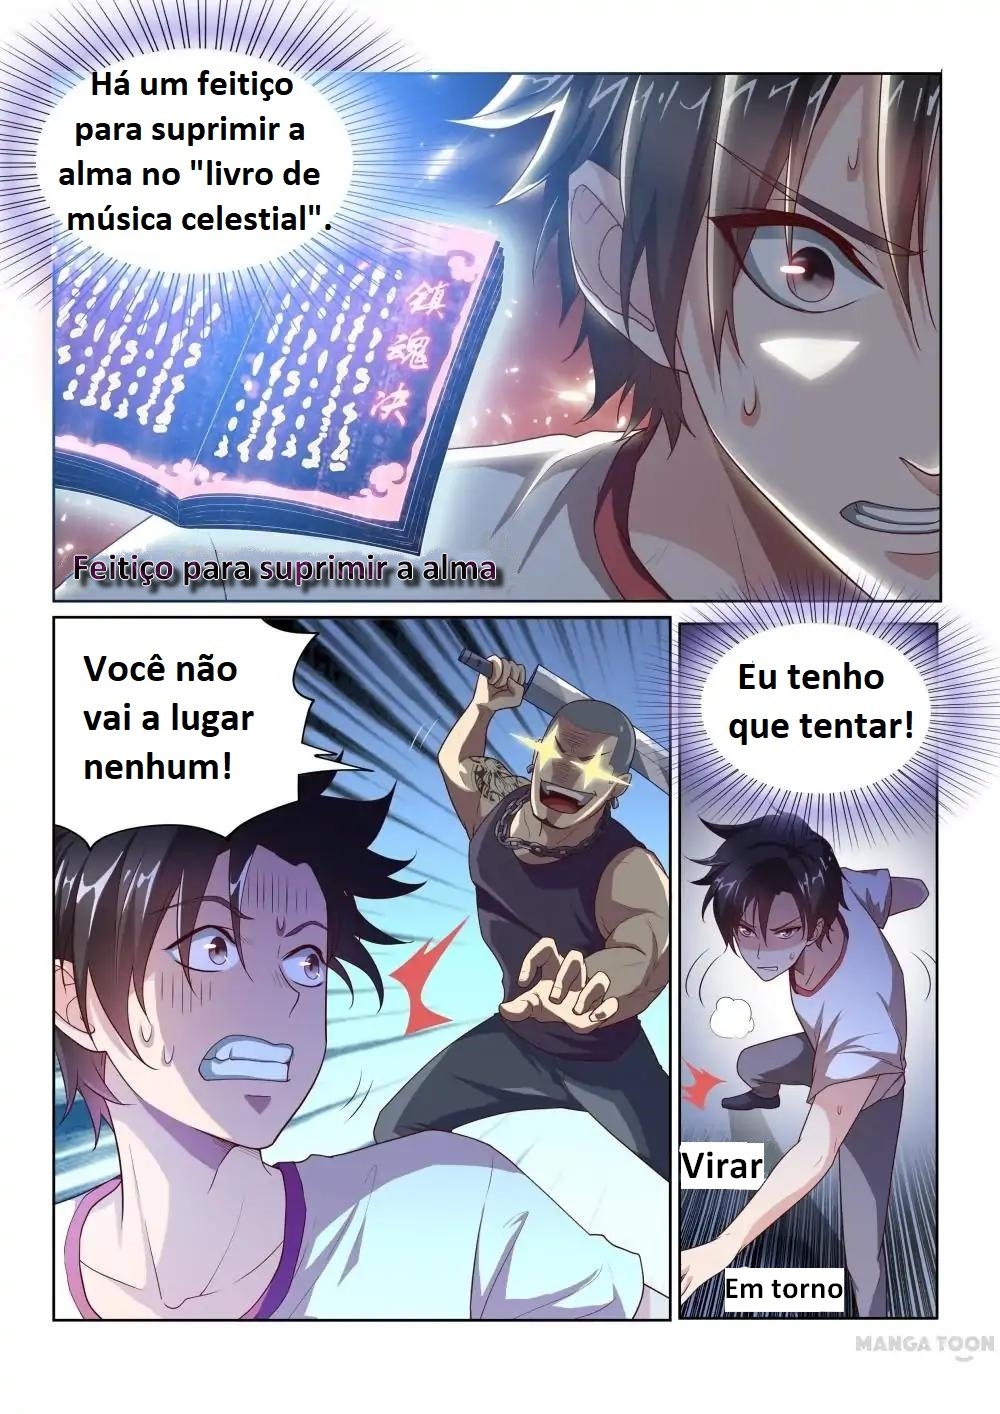 Há um feitiço
para suprimir a
alma no "livro de
música celestial".
鎮
魂
决
Feitiço para suprimir a alma
Você não
vai a lugar
nenhum!
Eu tenho
que tentar!
Virar
Em torno
MANGA TOON